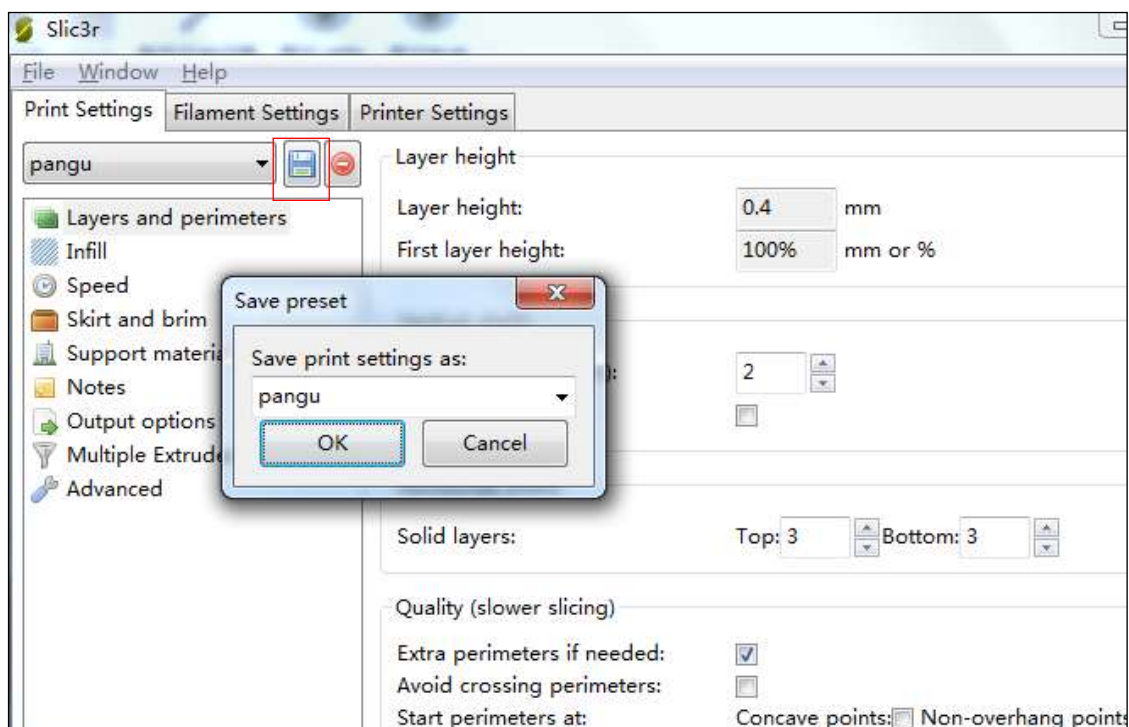 Slic3r
File Window Help
Print Settings Filament Settings Printer Settings
pangu
Layer height
Layers and perimeters
Layer height: 0.4 mm
Infill
First layer height: 100% mm or %
Speed
Save preset
Skirt and brim
Support materia
Save print settings as:
2
Notes
pangu
Output options
OK Cancel
Multiple Extrude
Advanced
Solid layers: Top: 3 Bottom: 3
Quality (slower slicing)
Extra perimeters if needed:
Avoid crossing perimeters:
Start perimeters at: Concave points: Non-overhang points